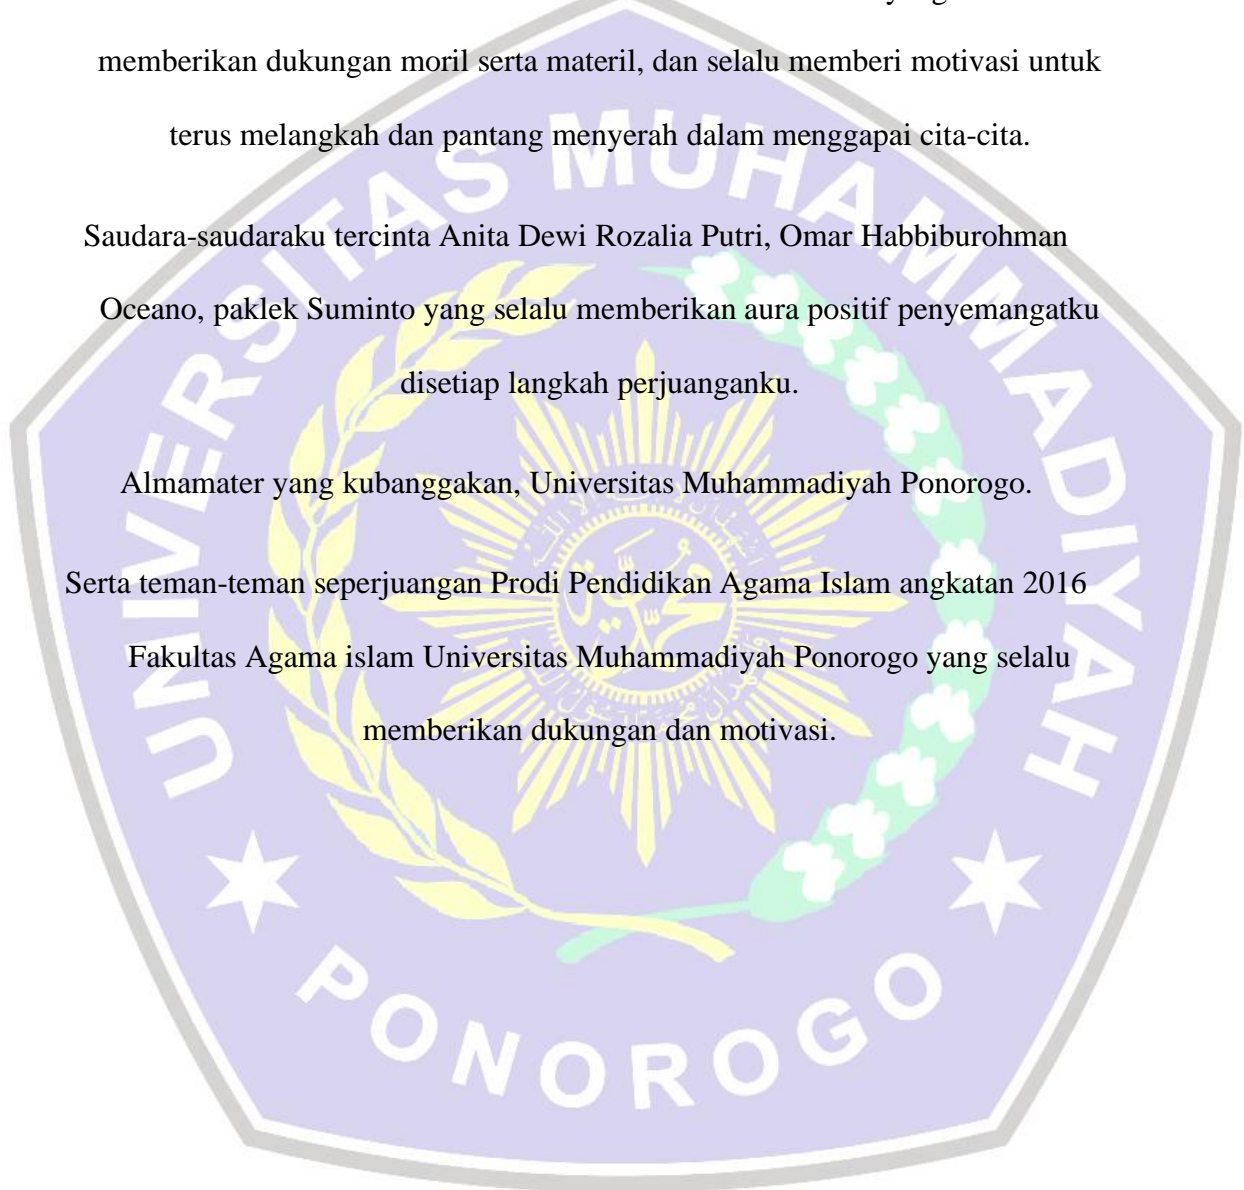 memberikan dukungan moril serta materil, dan selalu memberi motivasi untuk
terus melangkah dan pantang menyerah dalam menggapai cita-cita.
Saudara-saudaraku tercinta Anita Dewi Rozalia Putri, Omar Habbiburohman
Oceano, paklek Suminto yang selalu memberikan aura positif penyemangatku
disetiap langkah perjuanganku.
Almamater yang kubanggakan, Universitas Muhammadiyah Ponorogo.
Serta teman-teman seperjuangan Prodi Pendidikan Agama Islam angkatan 2016
Fakultas Agama islam Universitas Muhammadiyah Ponorogo yang selalu
memberikan dukungan dan motivasi.
UNIVERSITAS MUHAMMADIYAH
PONOROGO